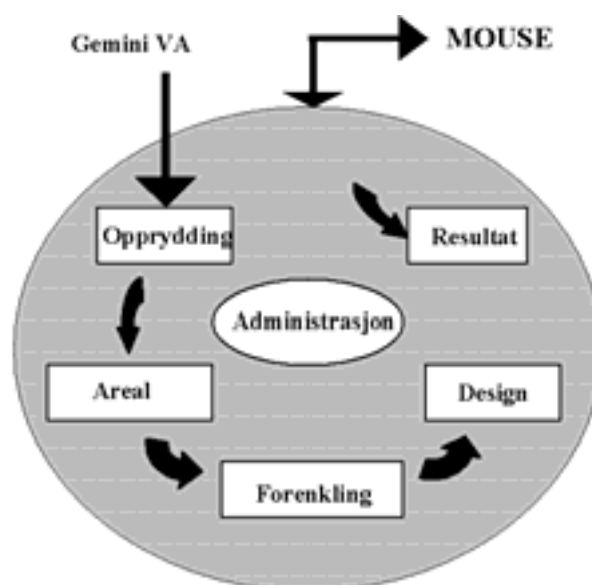 Gemini VA
MOUSE
Opprydding
Resultat
Administrasjon
Areal
Design
Forenkling